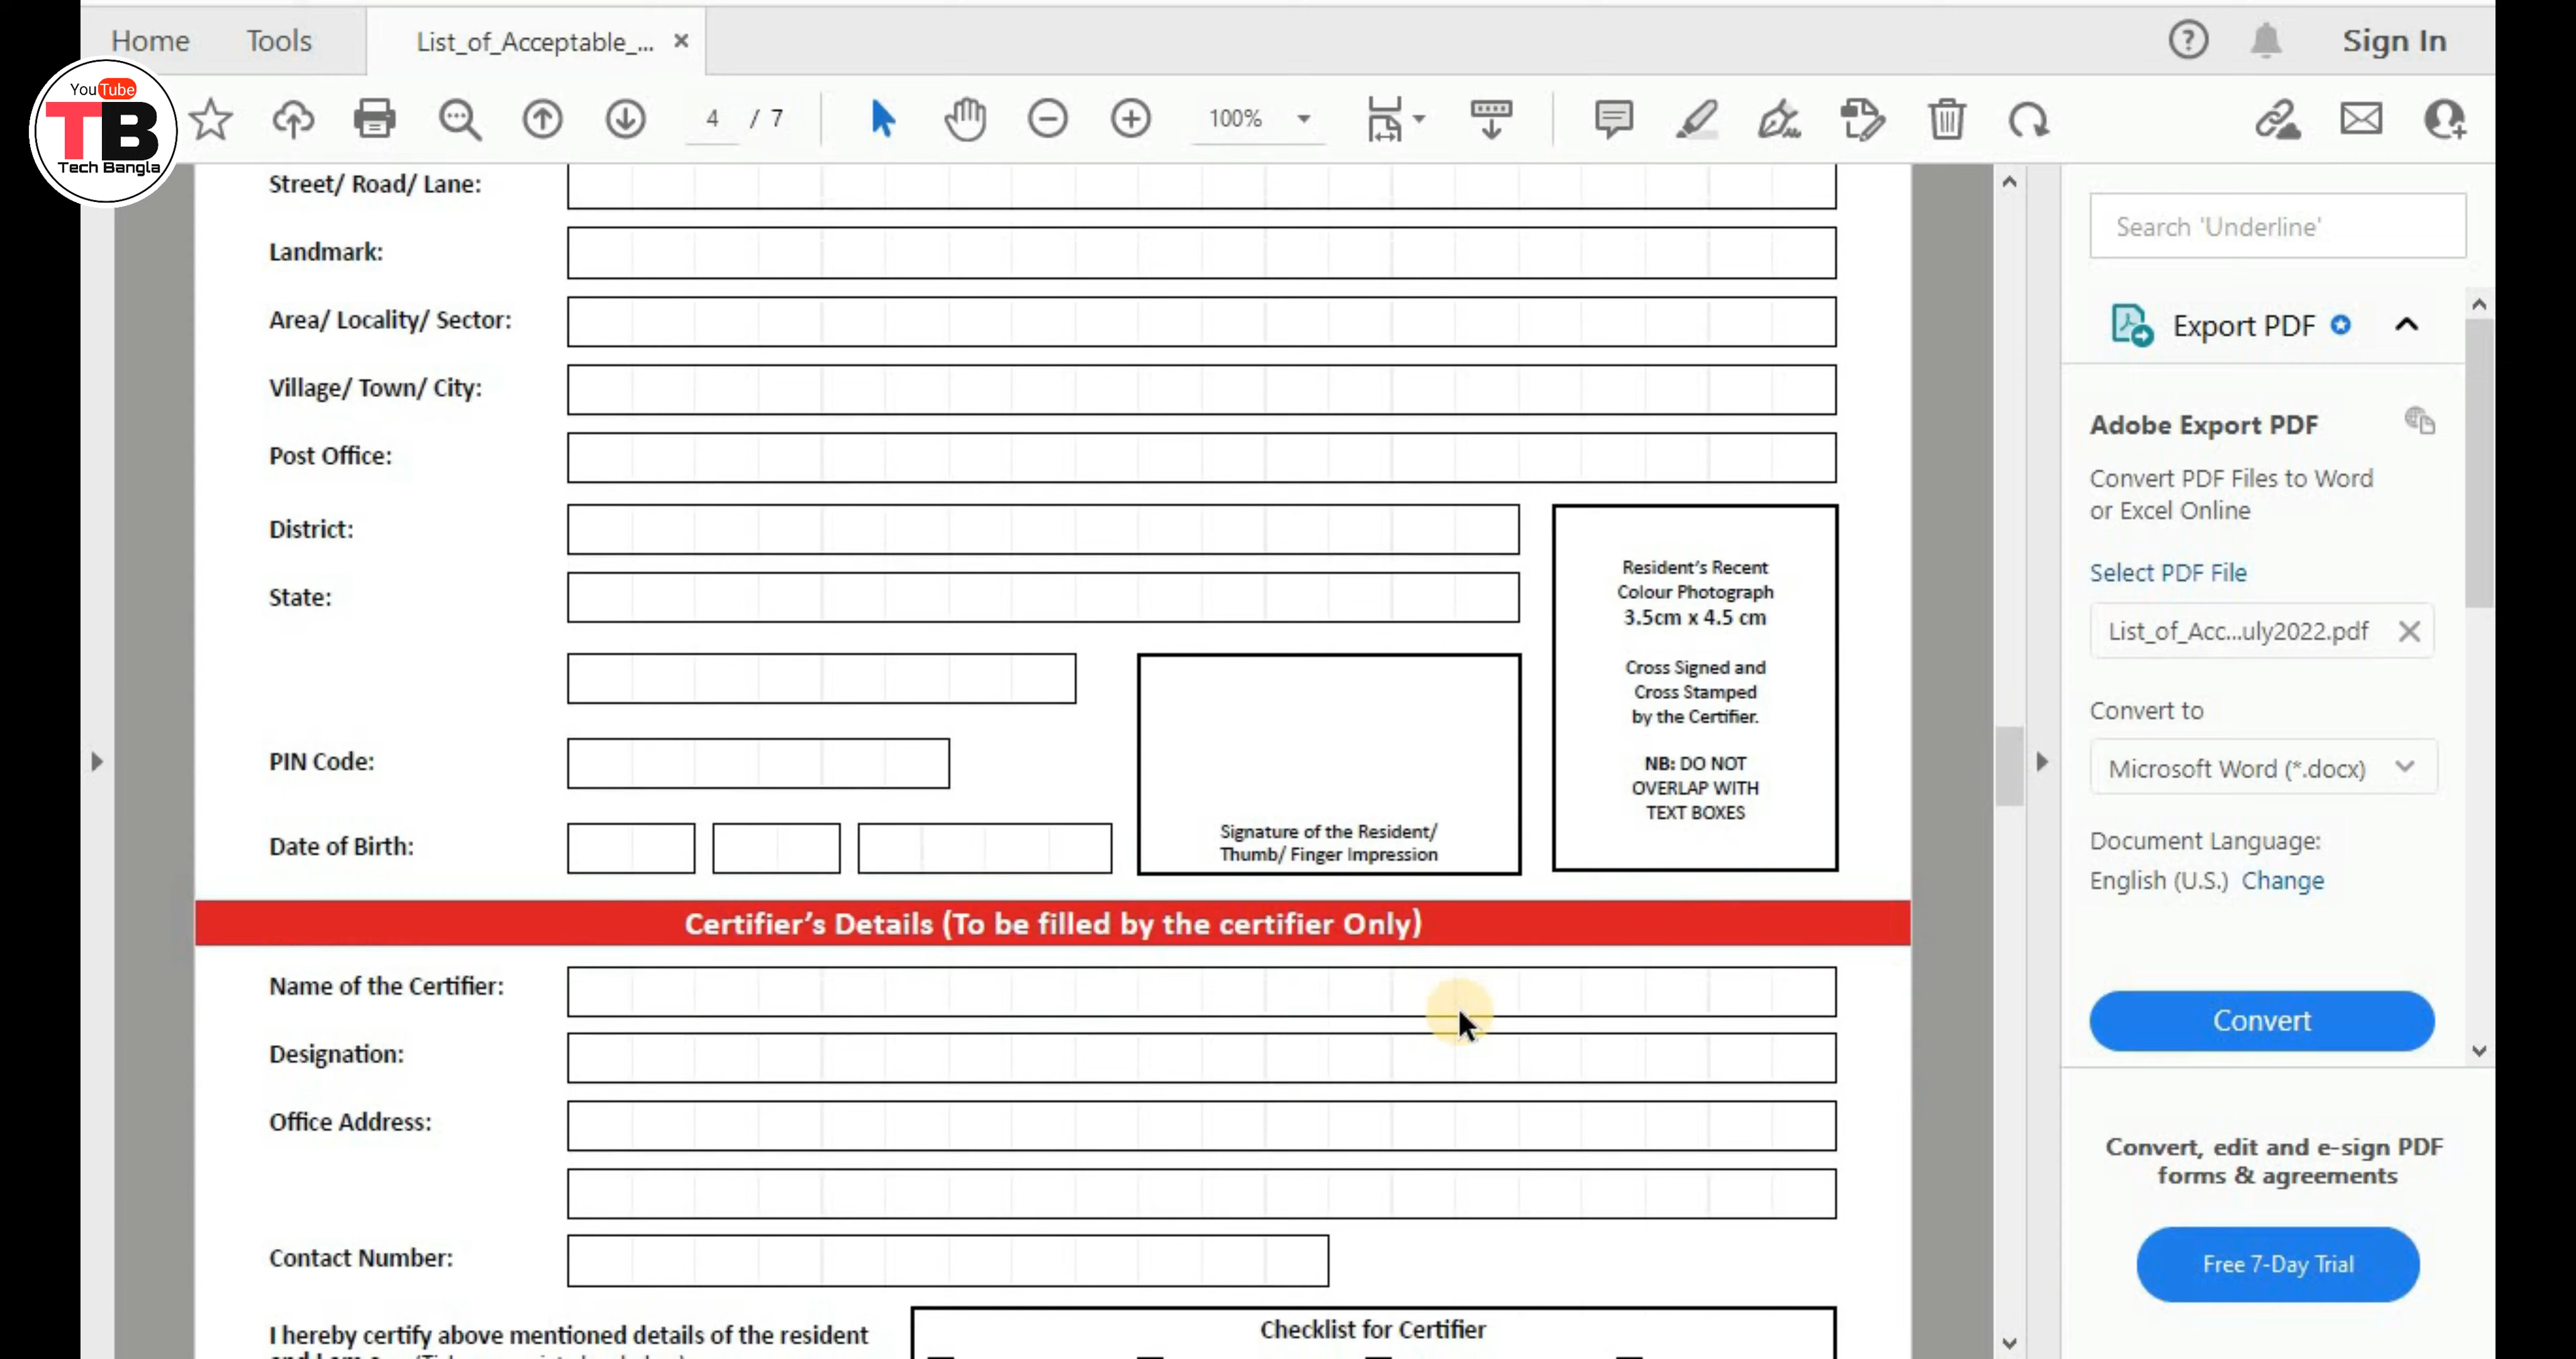 Home
Tools
List_of_Acceptable_...
Sign In
YouTube
TB
Tech Bangla
4 / 7
100%
Street/ Road/ Lane:
Landmark:
Area/ Locality/ Sector:
Village/ Town/ City:
Post Office:
District:
State:
PIN Code:
Date of Birth:
Signature of the Resident/
Thumb/ Finger Impression
Resident's Recent
Colour Photograph
3.5cm x 4.5 cm
Cross Signed and
Cross Stamped
by the Certifier.
NB: DO NOT
OVERLAP WITH
TEXT BOXES
Certifier's Details (To be filled by the certifier Only)
Name of the Certifier:
Designation:
Office Address:
Contact Number:
I hereby certify above mentioned details of the resident
Checklist for Certifier
Search 'Underline'
Export PDF
Adobe Export PDF
Convert PDF Files to Word
or Excel Online
Select PDF File
List_of_Acc...uly2022.pdf
Convert to
Microsoft Word (*.docx)
Document Language:
English (U.S.) Change
Convert
Convert, edit and e-sign PDF
forms & agreements
Free 7-Day Trial